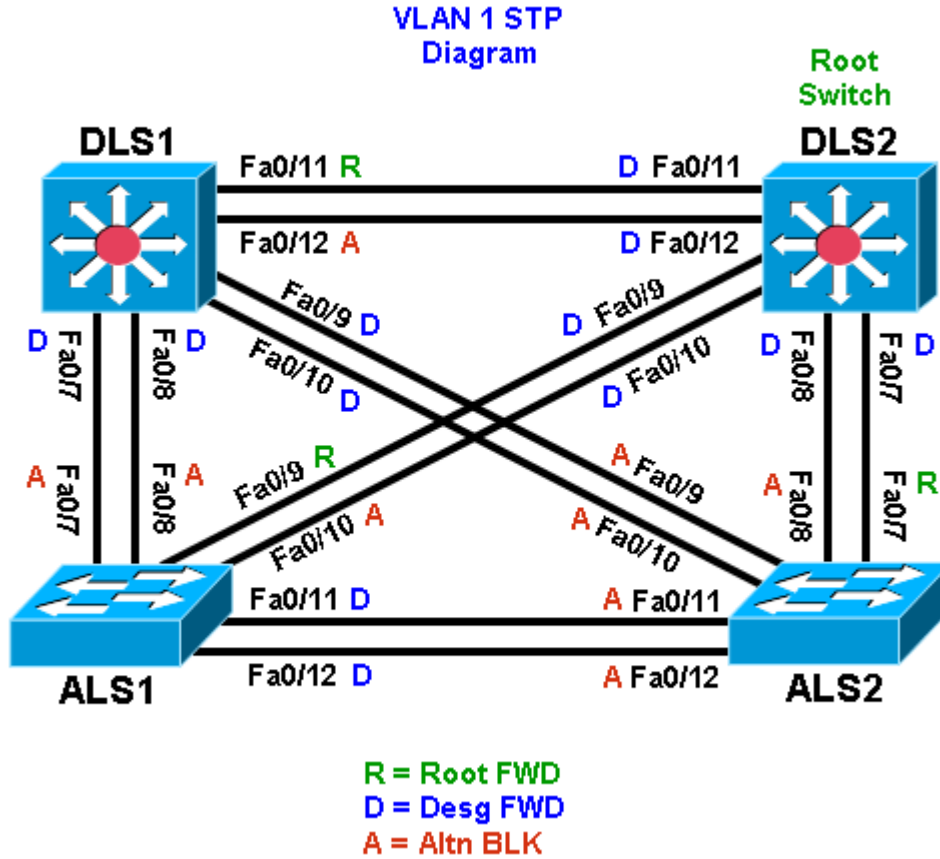 VLAN 1 STP
Diagram
Root
Switch
DLS1
DLS2
Fa0/11 R
D Fa0/11
Fa0/12 A
D Fa0/12
Fa0/9 D
D Fa0/9
Fa0/10 D
D Fa0/10
D Fa0/7
Fa0/8 D
D Fa0/8
Fa0/7 D
A Fa0/7
Fa0/8 A
Fa0/9 R
Fa0/10 A
A Fa0/9
A Fa0/10
A Fa0/8
Fa0/7 R
Fa0/11 D
A Fa0/11
Fa0/12 D
A Fa0/12
ALS1
ALS2
R = Root FWD
D = Desg FWD
A = Altn BLK